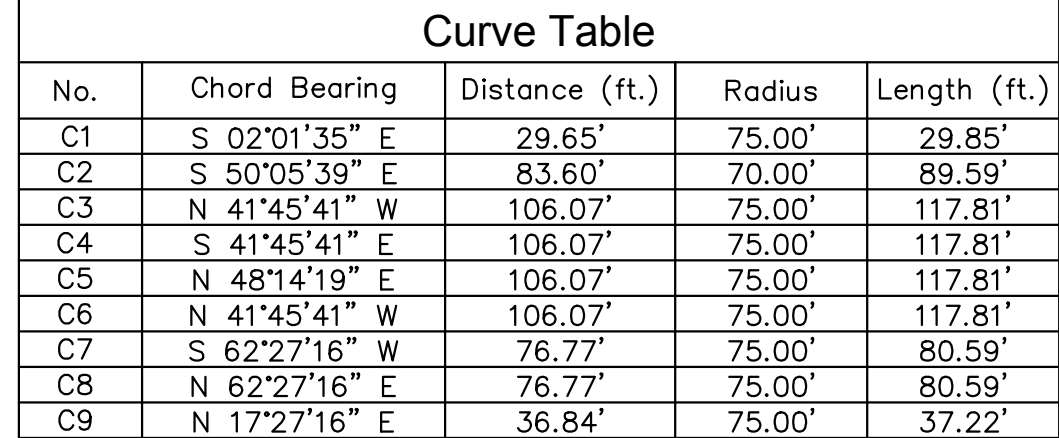 Curve Table
No. Chord Bearing Distance (ft.) Radius Length (ft.)
C1 S 02°01'35" E 29.65' 75.00' 29.85'
C2 S 50°05'39" E 83.60' 70.00' 89.59'
C3 N 41°45'41" W 106.07' 75.00' 117.81'
C4 S 41°45'41" E 106.07' 75.00' 117.81'
C5 N 48°14'19" E 106.07' 75.00' 117.81'
C6 N 41°45'41" W 106.07' 75.00' 117.81'
C7 S 62°27'16" W 76.77' 75.00' 80.59'
C8 N 62°27'16" E 76.77' 75.00' 80.59'
C9 N 17°27'16" E 36.84' 75.00' 37.22'